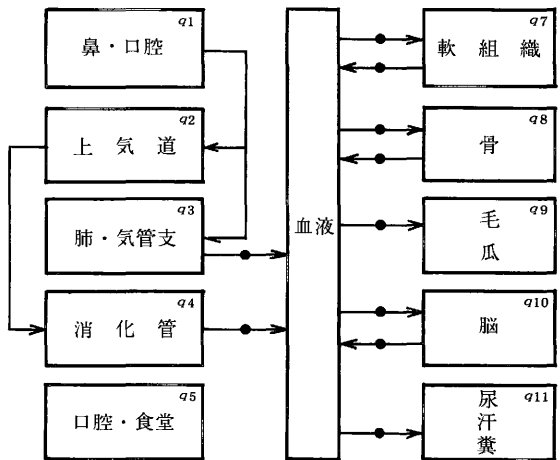 q1
鼻・口腔
q2
上気道
q3
肺・気管支
q4
消化管
q5
口腔・食堂
血液
q7
軟組織
q8
骨
q9
毛
瓜
q10
脳
q11
尿
汗
糞